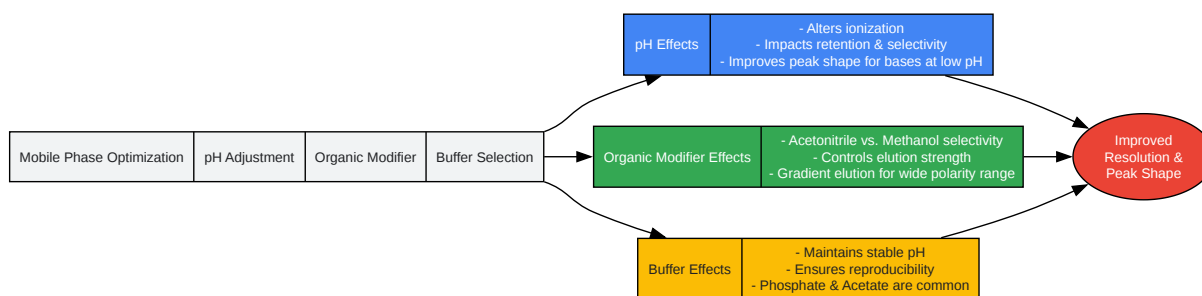 Mobile Phase Optimization
pH Adjustment
Organic Modifier
Buffer Selection
pH Effects
- Alters ionization
- Impacts retention & selectivity
- Improves peak shape for bases at low pH
Organic Modifier Effects
- Acetonitrile vs. Methanol selectivity
- Controls elution strength
- Gradient elution for wide polarity range
Buffer Effects
- Maintains stable pH
- Ensures reproducibility
- Phosphate & Acetate are common
Improved
Resolution &
Peak Shape